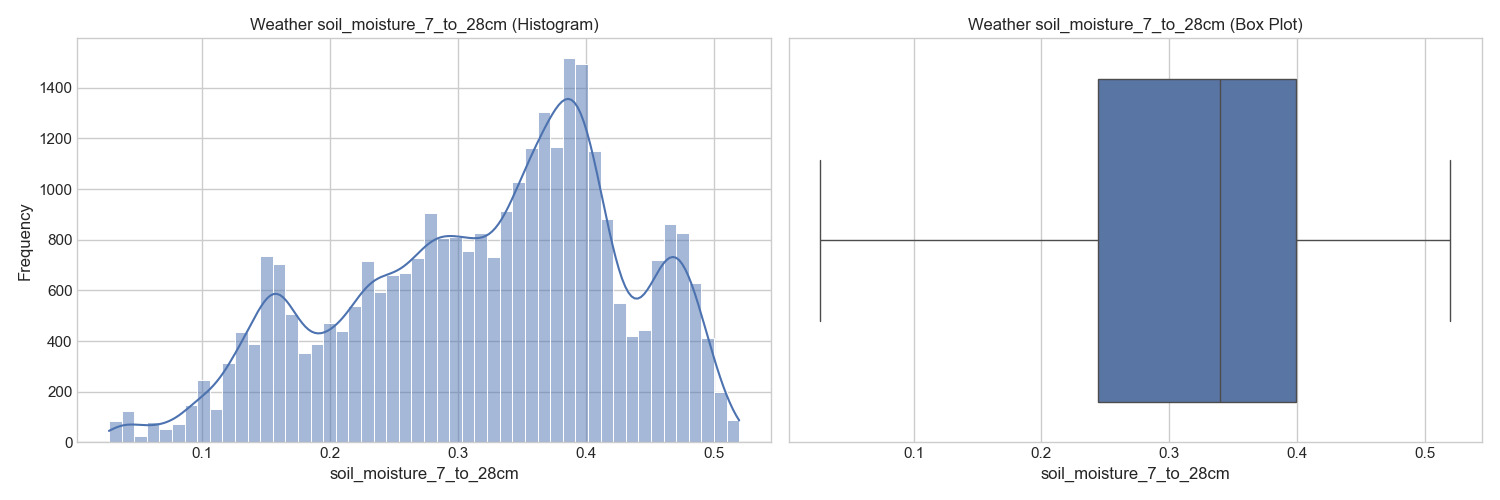 Weather soil_moisture_7_to_28cm (Histogram)
Frequency
1400
1200
1000
800
600
400
200
0
0.1 0.2 0.3 0.4 0.5
soil_moisture_7_to_28cm
Weather soil_moisture_7_to_28cm (Box Plot)
0.1 0.2 0.3 0.4 0.5
soil_moisture_7_to_28cm